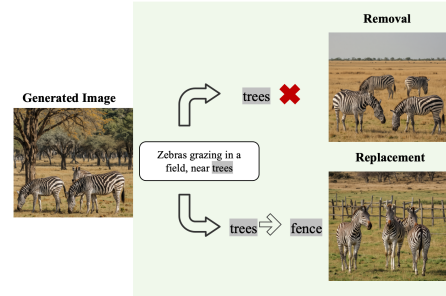 Removal
trees
Generated Image
Zebras grazing in a
field, near trees
Replacement
trees
fence